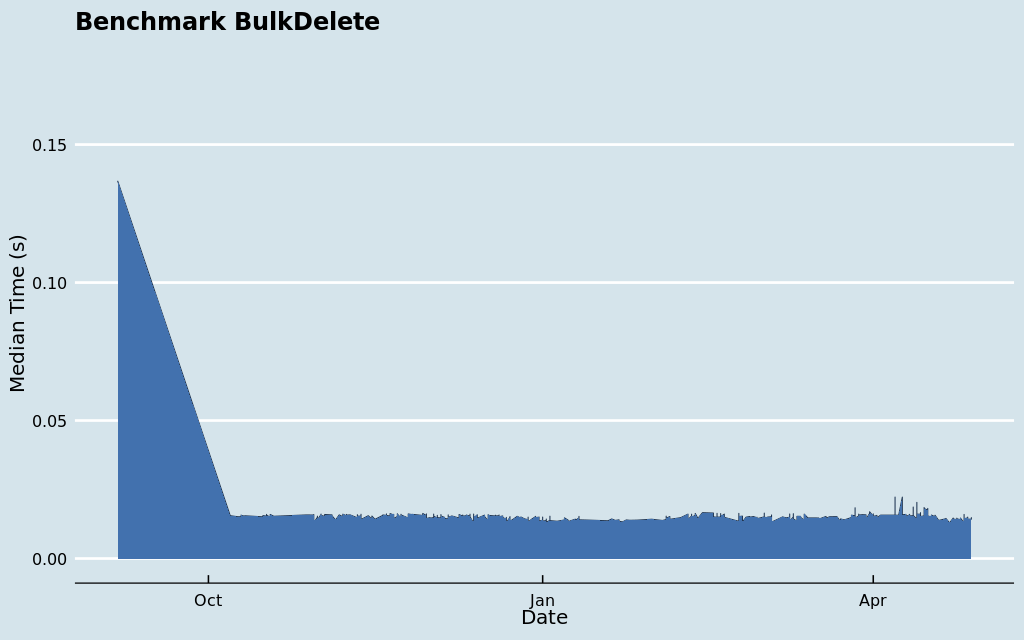 Benchmark BulkDelete
Median Time (s)
0.15
0.10
0.05
0.00
Oct
Jan
Apr
Date